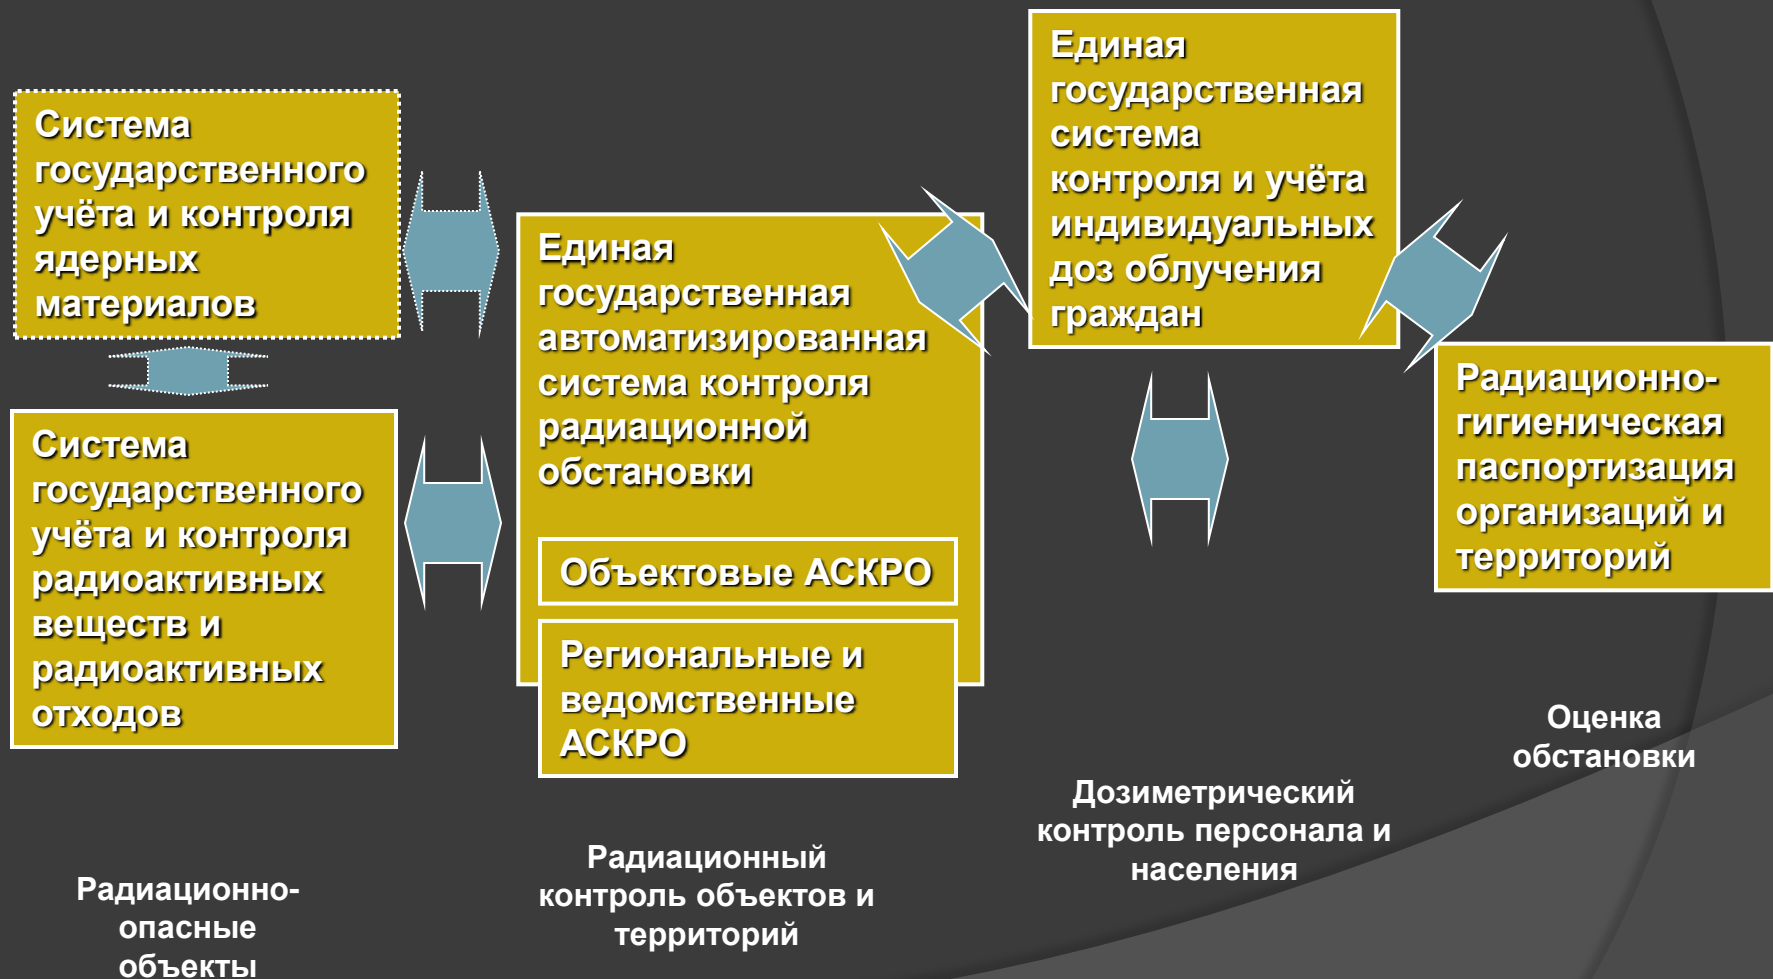 Система
государственного
учёта и контроля
ядерных
материалов
Система
государственного
учёта и контроля
радиоактивных
веществ и
радиоактивных
отходов
Единая
государственная
автоматизированная
система контроля
радиационной
обстановки
Объектовые АСКРО
Региональные и
ведомственные
АСКРО
Единая
государственная
система
контроля и учёта
индивидуальных
доз облучения
граждан
Радиационно-
гигиеническая
паспортизация
организаций и
территорий
Радиационно-
опасные
объекты
Радиационный
контроль объектов и
территорий
Дозиметрический
контроль персонала и
населения
Оценка
обстановки